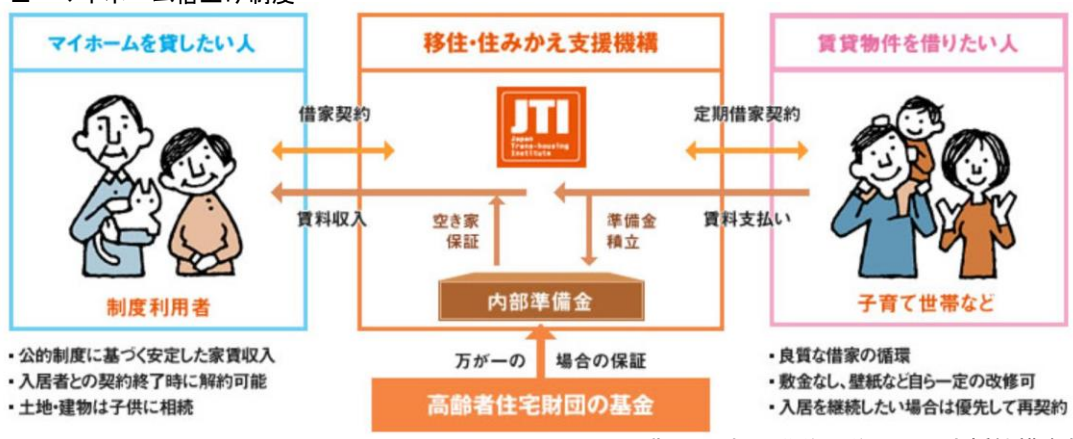 マイホームを貸したい人
移住・住みかえ支援機構
賃貸物件を借りたい人
借家契約
JTI
Japan
Trans-housing
Institute
定期借家契約
賃料収入
空き家
保証
準備金
積立
賃料支払い
内部準備金
制度利用者
子育て世帯など
▪公的制度に基づく安定した家賃収入
▪入居者との契約終了時に解約可能
▪土地・建物は子供に相続
万が一の 場合の保証
高齢者住宅財団の基金
▪良質な借家の循環
▪敷金なし、壁紙など自ら一定の改修可
▪入居を継続したい場合は優先して再契約